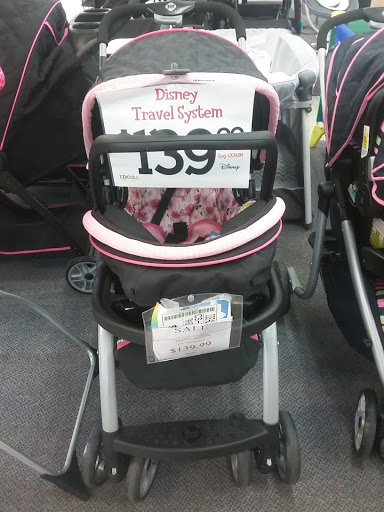 Disney
Travel System
$139.99
Disney
SALE
$139.99